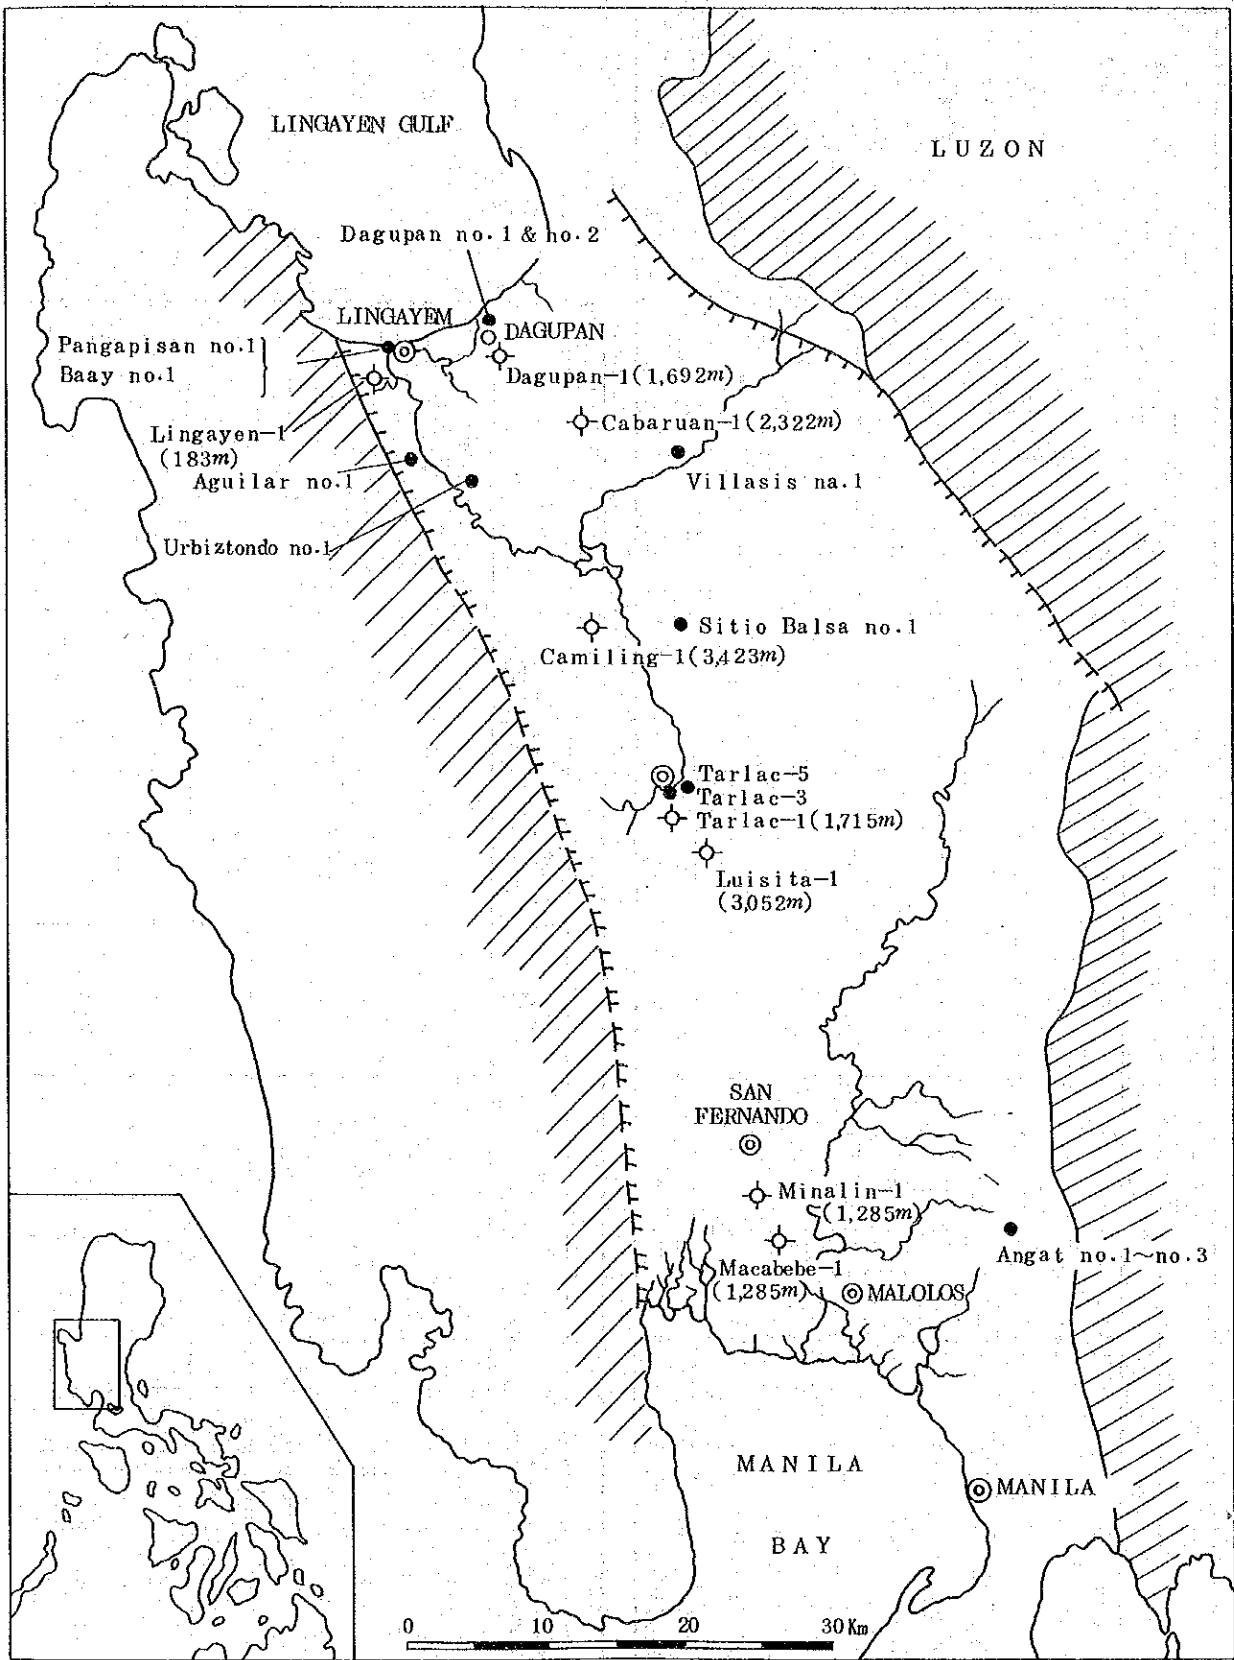 LINGAYEN GULF
LUZON
Dagupan no.1 & no.2
LINGAYEM
DAGUPAN
Pangapisan no.1
Baay no.1
Dagupan-1(1,692m)
Cabaruan-1(2,322m)
Lingayen-1
(183m)
Aguilar no.1
Villasis na.1
Urbiztondo no.1
Sitio Balsa no.1
Camiling-1(3,423m)
Tarlac-5
Tarlac-3
Tarlac-1(1,715m)
Luisita-1
(3,052m)
SAN
FERNANDO
Minalin-1
(1,285m)
Angat no.1~no.3
Macabebe-1
(1,285m)
MALOLOS
MANILA
BAY
MANILA
0 10 20 30 Km